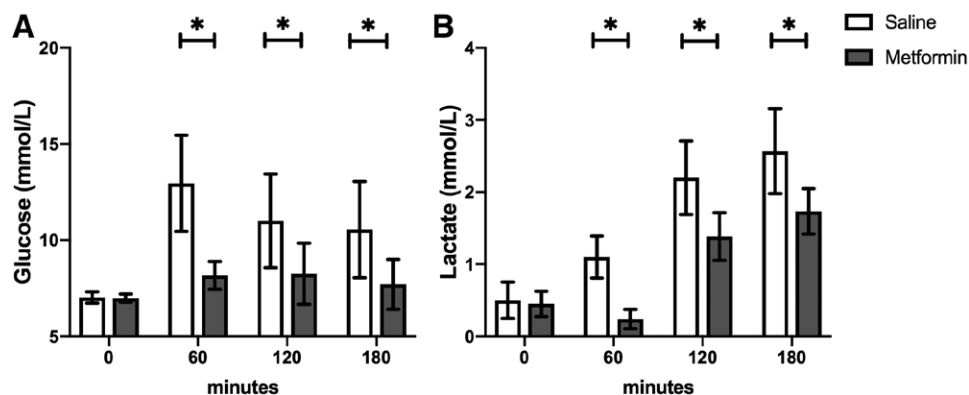 A
Glucose (mmol/L)
20
15
10
5
* * *
0 60 120 180
minutes
B
Lactate (mmol/L)
4
3
2
1
0
* * *
0 60 120 180
minutes
Saline
Metformin